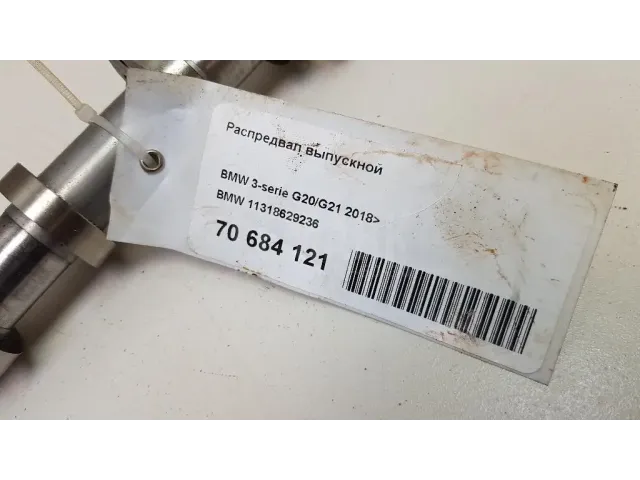 Распредвал выпускной
BMW 3-serie G20/G21 2018>
BMW 11318629236
70 684 121